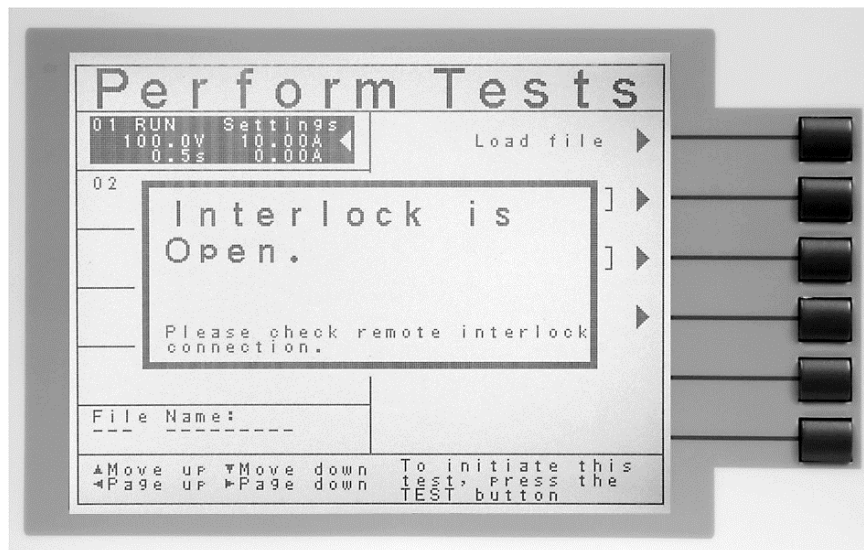 Perform Tests
01 RUN Settings
100.0V 10.00A
0.5s 0.00A
Load file
02
]
Interlock is
Open.
]
Please check remote interlock
connection.
File Name:
--- ---------
▲Move up ▼Move down
◄Page up ►Page down
To initiate this
test, press the
TEST button